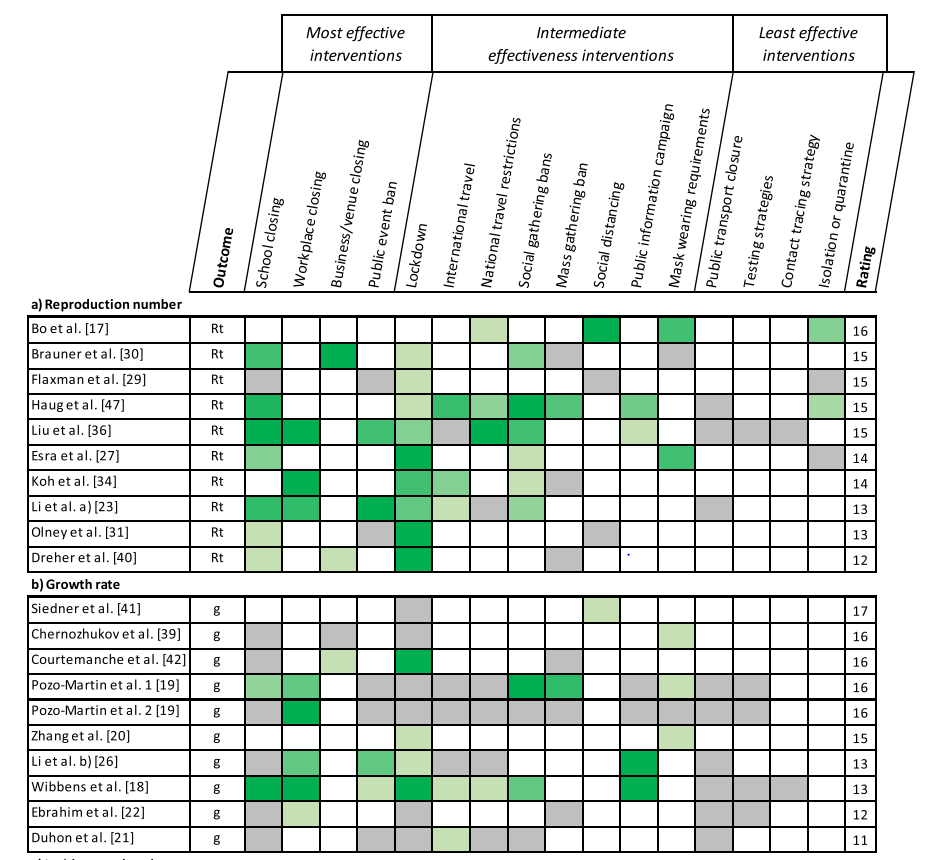 Most effective
interventions
Intermediate
effectiveness interventions
Least effective
interventions
Outcome
School closing
Workplace closing
Business/venue closing
Public event ban
Lockdown
International travel
National travel restrictions
Social gathering bans
Mass gathering ban
Social distancing
Public information campaign
Mask wearing requirements
Public transport closure
Testing strategies
Contact tracing strategy
Isolation or quarantine
Rating
a) Reproduction number
Bo et al. [17] Rt 16
Brauner et al. [30] Rt 15
Flaxman et al. [29] Rt 15
Haug et al. [47] Rt 15
Liu et al. [36] Rt 15
Esra et al. [27] Rt 14
Koh et al. [34] Rt 14
Li et al. a) [23] Rt 13
Olney et al. [31] Rt 13
Dreher et al. [40] Rt 12
b) Growth rate
Siedner et al. [41] g 17
Chernozhukov et al. [39] g 16
Courtemanche et al. [42] g 16
Pozo-Martin et al. 1 [19] g 16
Pozo-Martin et al. 2 [19] g 16
Zhang et al. [20] g 15
Li et al. b) [26] g 13
Wibbens et al. [18] g 13
Ebrahim et al. [22] g 12
Duhon et al. [21] g 11